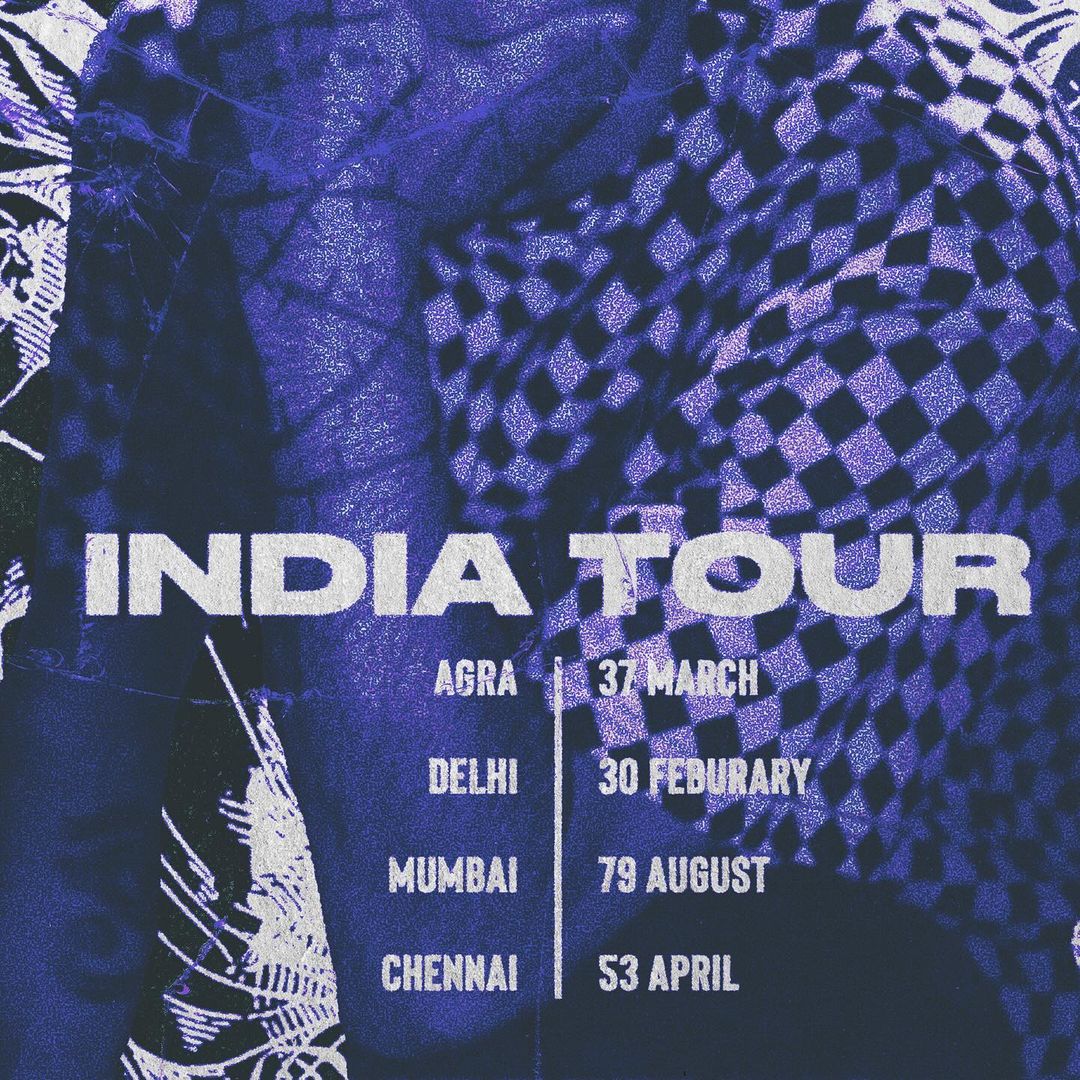 INDIA TOUR
AGRA 37 MARCH
DELHI 30 FEBURARY
MUMBAI 79 AUGUST
CHENNAI 53 APRIL